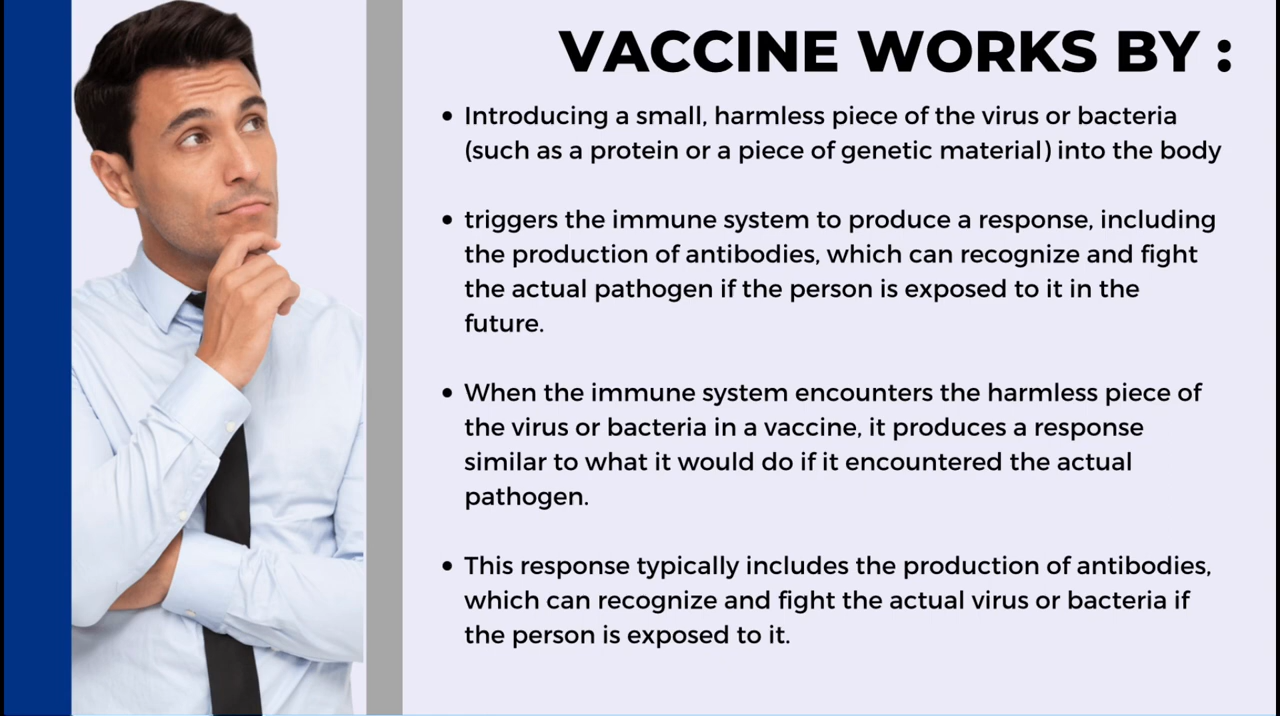 VACCINE WORKS BY :
• Introducing a small, harmless piece of the virus or bacteria
(such as a protein or a piece of genetic material) into the body
• triggers the immune system to produce a response, including
the production of antibodies, which can recognize and fight
the actual pathogen if the person is exposed to it in the
future.
• When the immune system encounters the harmless piece of
the virus or bacteria in a vaccine, it produces a response
similar to what it would do if it encountered the actual
pathogen.
• This response typically includes the production of antibodies,
which can recognize and fight the actual virus or bacteria if
the person is exposed to it.